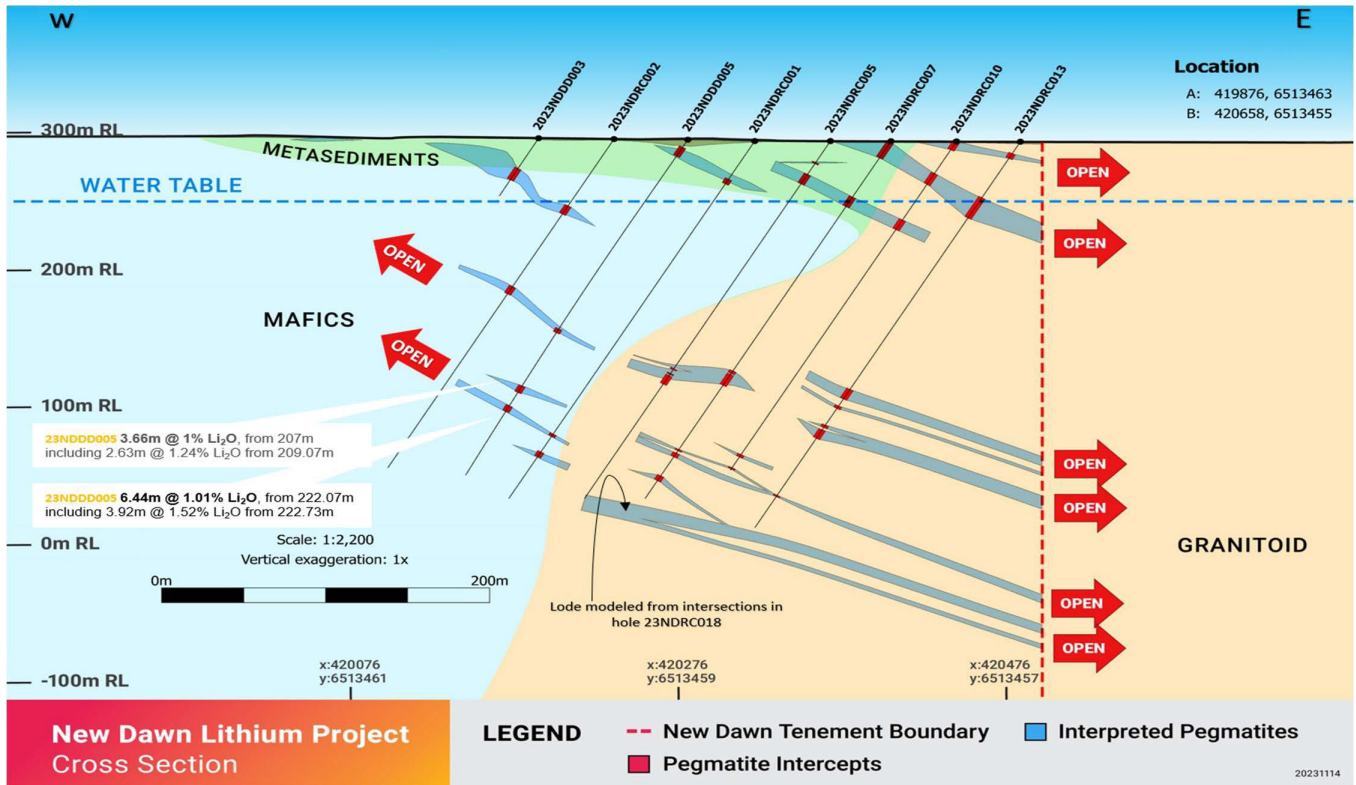 W
E
Location
A: 419876, 6513463
B: 420658, 6513455
2023NDDD003
2023NDRC002
2023NDDD005
2023NDRC001
2023NDRC005
2023NDRC007
2023NDRC010
2023NDRC013
300m RL
METASEDIMENTS
OPEN
WATER TABLE
OPEN
OPEN
200m RL
MAFICS
OPEN
100m RL
23NDDD005 3.66m @ 1% Li₂O, from 207m
including 2.63m @ 1.24% Li₂O from 209.07m
OPEN
23NDDD005 6.44m @ 1.01% Li₂O, from 222.07m
including 3.92m @ 1.52% Li₂O from 222.73m
OPEN
0m RL
Scale: 1:2,200
Vertical exaggeration: 1x
GRANITOID
0m 200m
Lode modeled from intersections in
hole 23NDRC018
OPEN
OPEN
x:420076
y:6513461
x:420276
y:6513459
x:420476
y:6513457
-100m RL
New Dawn Lithium Project
Cross Section
LEGEND
New Dawn Tenement Boundary
Interpreted Pegmatites
Pegmatite Intercepts
20231114